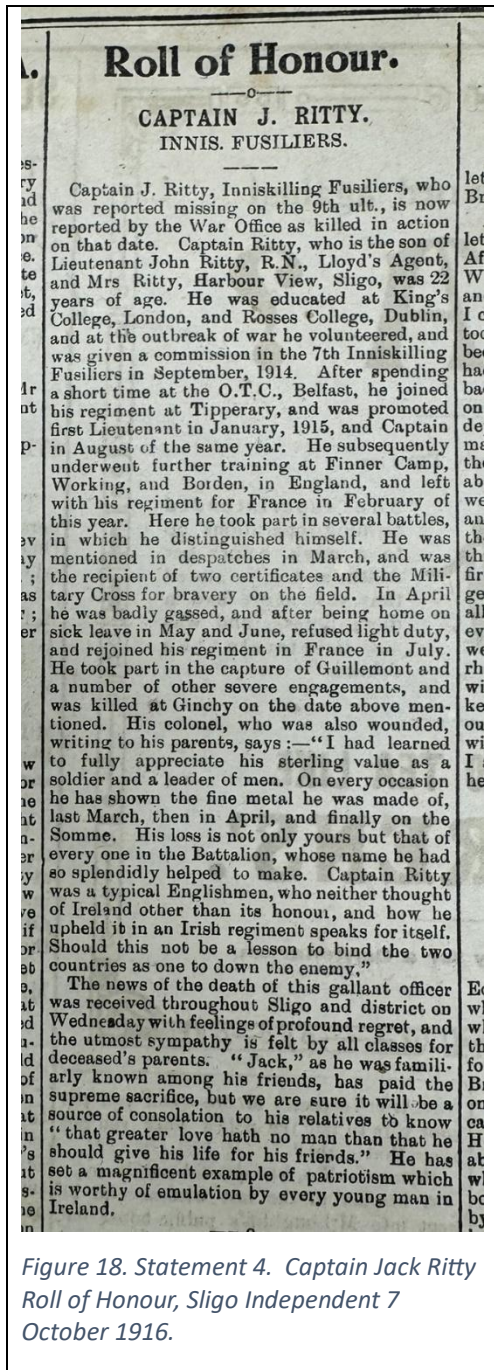 Roll of Honour.
CAPTAIN J. RITTY.
INNIS. FUSILIERS.
Captain J. Ritty, Inniskilling Fusiliers, who
was reported missing on the 9th ult., is now
reported by the War Office as killed in action
on that date. Captain Ritty, who is the son of
Lieutenant John Ritty, R.N., Lloyd's Agent,
and Mrs Ritty, Harbour View, Sligo, was 22
years of age. He was educated at King's
College, London, and Rosses College, Dublin,
and at the outbreak of war he volunteered, and
was given a commission in the 7th Inniskilling
Fusiliers in September, 1914. After spending
a short time at the O.T.C., Belfast, he joined
his regiment at Tipperary, and was promoted
first Lieutenant in January, 1915, and Captain
in August of the same year. He subsequently
underwent further training at Finner Camp,
Working, and Borden, in England, and left
with his regiment for France in February of
this year. Here he took part in several battles,
in which he distinguished himself. He was
mentioned in despatches in March, and was
the recipient of two certificates and the Mili-
tary Cross for bravery on the field. In April
he was badly gassed, and after being home on
sick leave in May and June, refused light duty,
and rejoined his regiment in France in July.
He took part in the capture of Guillemont and
a number of other severe engagements, and
was killed at Ginchy on the date above men-
tioned. His colonel, who was also wounded,
writing to his parents, says :—"I had learned
to fully appreciate his sterling value as a
soldier and a leader of men. On every occasion
he has shown the fine metal he was made of,
last March, then in April, and finally on the
Somme. His loss is not only yours but that of
every one in the Battalion, whose name he had
so splendidly helped to make. Captain Ritty
was a typical Englishmen, who neither thought
of Ireland other than its honour, and how he
upheld it in an Irish regiment speaks for itself.
Should this not be a lesson to bind the two
countries as one to down the enemy,"
The news of the death of this gallant officer
was received throughout Sligo and district on
Wednesday with feelings of profound regret, and
the utmost sympathy is felt by all classes for
deceased's parents. "Jack," as he was famili-
arly known among his friends, has paid the
supreme sacrifice, but we are sure it will be a
source of consolation to his relatives to know
"that greater love hath no man than that he
should give his life for his friends." He has
set a magnificent example of patriotism which
is worthy of emulation by every young man in
Ireland.
Figure 18. Statement 4. Captain Jack Ritty
Roll of Honour, Sligo Independent 7
October 1916.